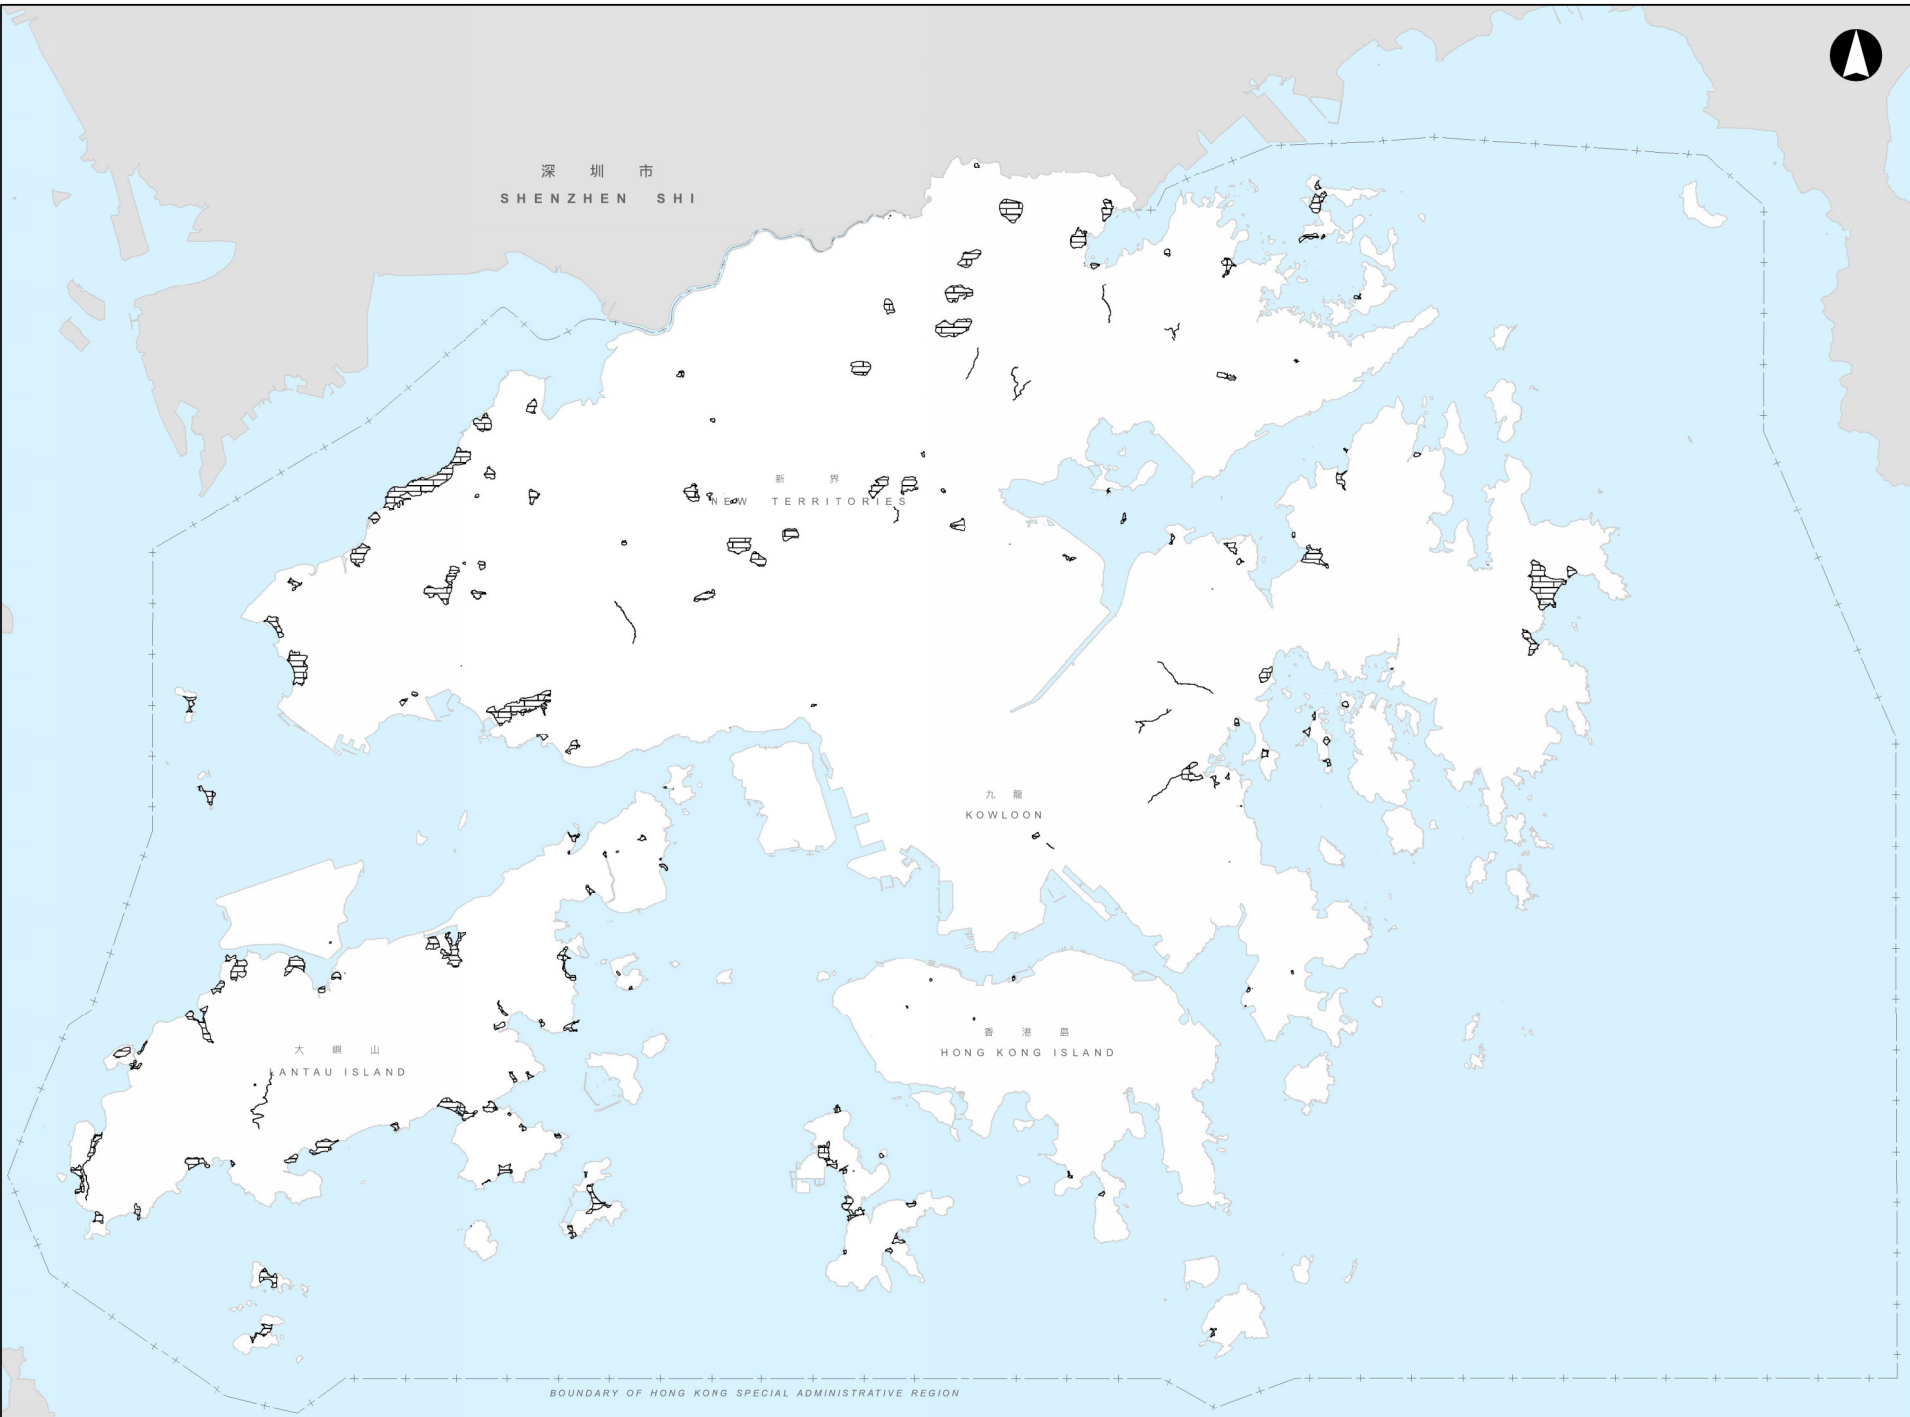 深 圳 市
SHENZHEN SHI
新 界
NEW TERRITORIES
九 龍
KOWLOON
香 港 島
HONG KONG ISLAND
大 嶼 山
LANTAU ISLAND
BOUNDARY OF HONG KONG SPECIAL ADMINISTRATIVE REGION